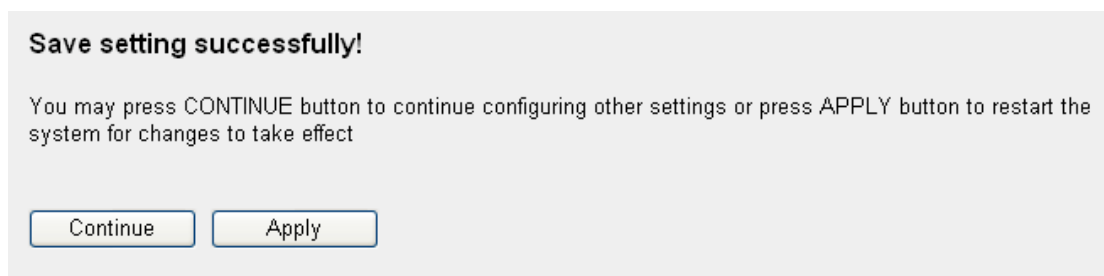 Save setting successfully!
You may press CONTINUE button to continue configuring other settings or press APPLY button to restart the
system for changes to take effect
Continue Apply